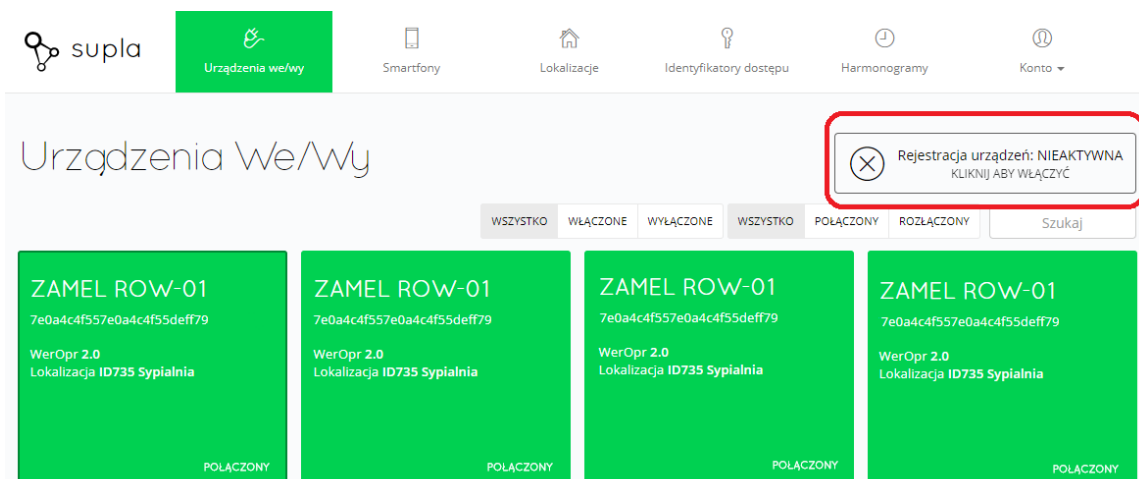 supla
Urządzenia we/wy
Smartfony
Lokalizacje
Identyfikatory dostępu
Harmonogramy
Konto
Urządzenia We/Wy
Rejestracja urządzeń: NIEAKTYWNA
KLIKNIJ ABY WŁĄCZYĆ
WSZYSTKO WŁĄCZONE WYŁĄCZONE WSZYSTKO POŁĄCZONY ROZŁĄCZONY Szukaj
ZAMEL ROW-01
7e0a4c4f557e0a4c4f55deff79
WerOpr 2.0
Lokalizacja ID735 Sypialnia
POŁĄCZONY
ZAMEL ROW-01
7e0a4c4f557e0a4c4f55deff79
WerOpr 2.0
Lokalizacja ID735 Sypialnia
POŁĄCZONY
ZAMEL ROW-01
7e0a4c4f557e0a4c4f55deff79
WerOpr 2.0
Lokalizacja ID735 Sypialnia
POŁĄCZONY
ZAMEL ROW-01
7e0a4c4f557e0a4c4f55deff79
WerOpr 2.0
Lokalizacja ID735 Sypialnia
POŁĄCZONY